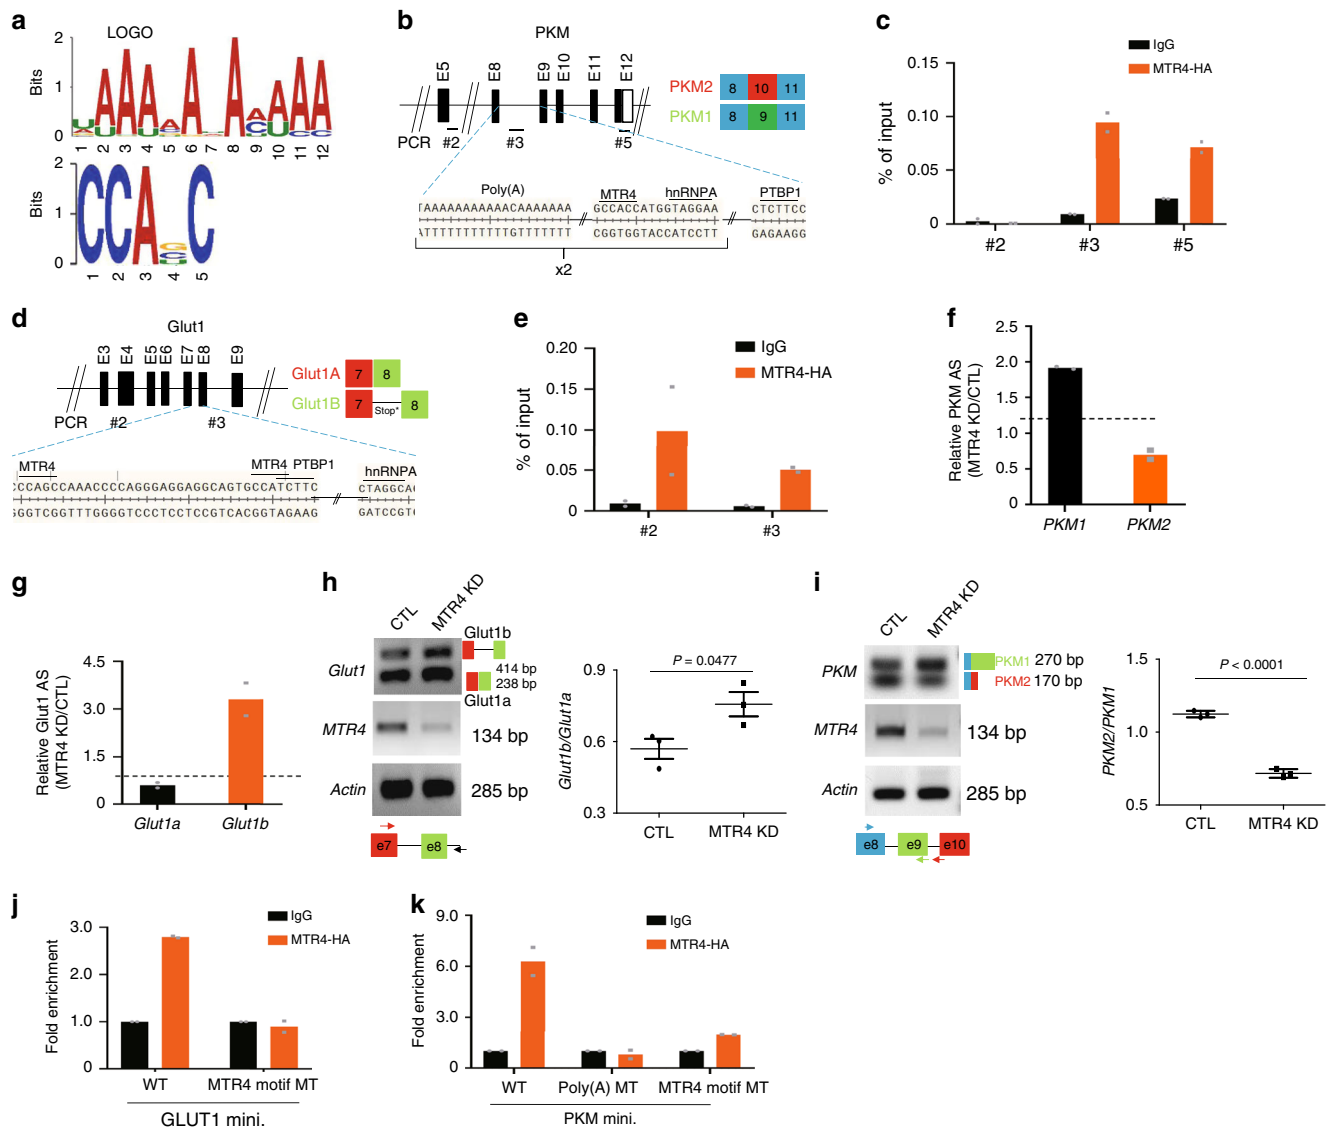 a
LOGO
Bits
2
1
0
1 2 3 4 5 6 7 8 9 10 11 12
Bits
2
1
0
CCA C
1 2 3 4 5
b
PKM
E5 E8 E9 E10 E11 E12
PCR #2 #3 #5
PKM2 8 10 11
PKM1 8 9 11
Poly(A) MTR4 hnRNPA PTBP1
TAAAAAAAAAAACAAAAAAA GCCACCATGGTAGGAA CTCTTCC
ATTTTTTTTTTTGTTTTTTT CGGTGGTACCATCCTT GAGAAGG
x2
c
IgG
MTR4-HA
% of input
0.15
0.10
0.05
0
#2 #3 #5
d
Glut1
E3 E4 E5 E6 E7 E8 E9
PCR #2 #3
Glut1A 7 8
Glut1B 7 Stop* 8
MTR4 MTR4 PTBP1 hnRNPA
CCAGCCAAACCCCAGGGAGGAGGCAGTGCCATCTTC CTAGGCA
GGGTCGGTTTGGGGTCCCTCCTCCGTCACGGTAGAAG GATCCGT
e
IgG
MTR4-HA
% of input
0.20
0.15
0.10
0.05
0
#2 #3
f
Relative PKM AS
(MTR4 KD/CTL)
2.5
2.0
1.5
1.0
0.5
0
PKM1 PKM2
g
Relative Glut1 AS
(MTR4 KD/CTL)
4.5
3.0
1.5
0
Glut1a Glut1b
h
CTL MTR4 KD
Glut1b
Glut1
414 bp
238 bp
Glut1a
MTR4 134 bp
Actin 285 bp
e7 e8
Glut1b/Glut1a
0.9
0.6
0.3
P = 0.0477
CTL MTR4 KD
i
CTL MTR4 KD
PKM
PKM1 270 bp
PKM2 170 bp
MTR4 134 bp
Actin 285 bp
e8 e9 e10
PKM2/PKM1
1.5
1.0
0.5
P < 0.0001
CTL MTR4 KD
j
IgG
MTR4-HA
Fold enrichment
3.0
2.0
1.0
0
WT MTR4 motif MT
GLUT1 mini.
k
IgG
MTR4-HA
Fold enrichment
9.0
6.0
3.0
0
WT Poly(A) MT MTR4 motif MT
PKM mini.